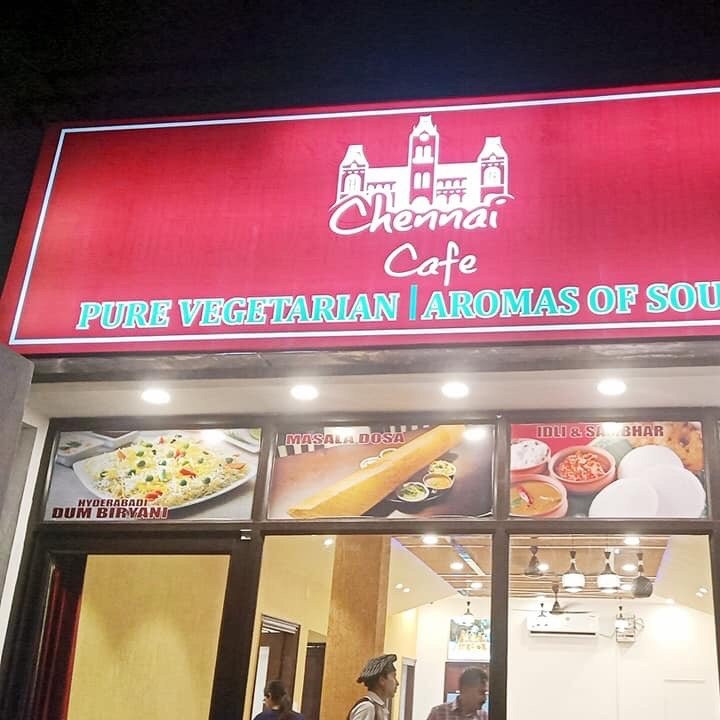 Chennai
Cafe
PURE VEGETARIAN | AROMAS OF SOU
HYDERABADI
DUM BIRYANI
MASALA DOSA
IDLI & SAMBHAR